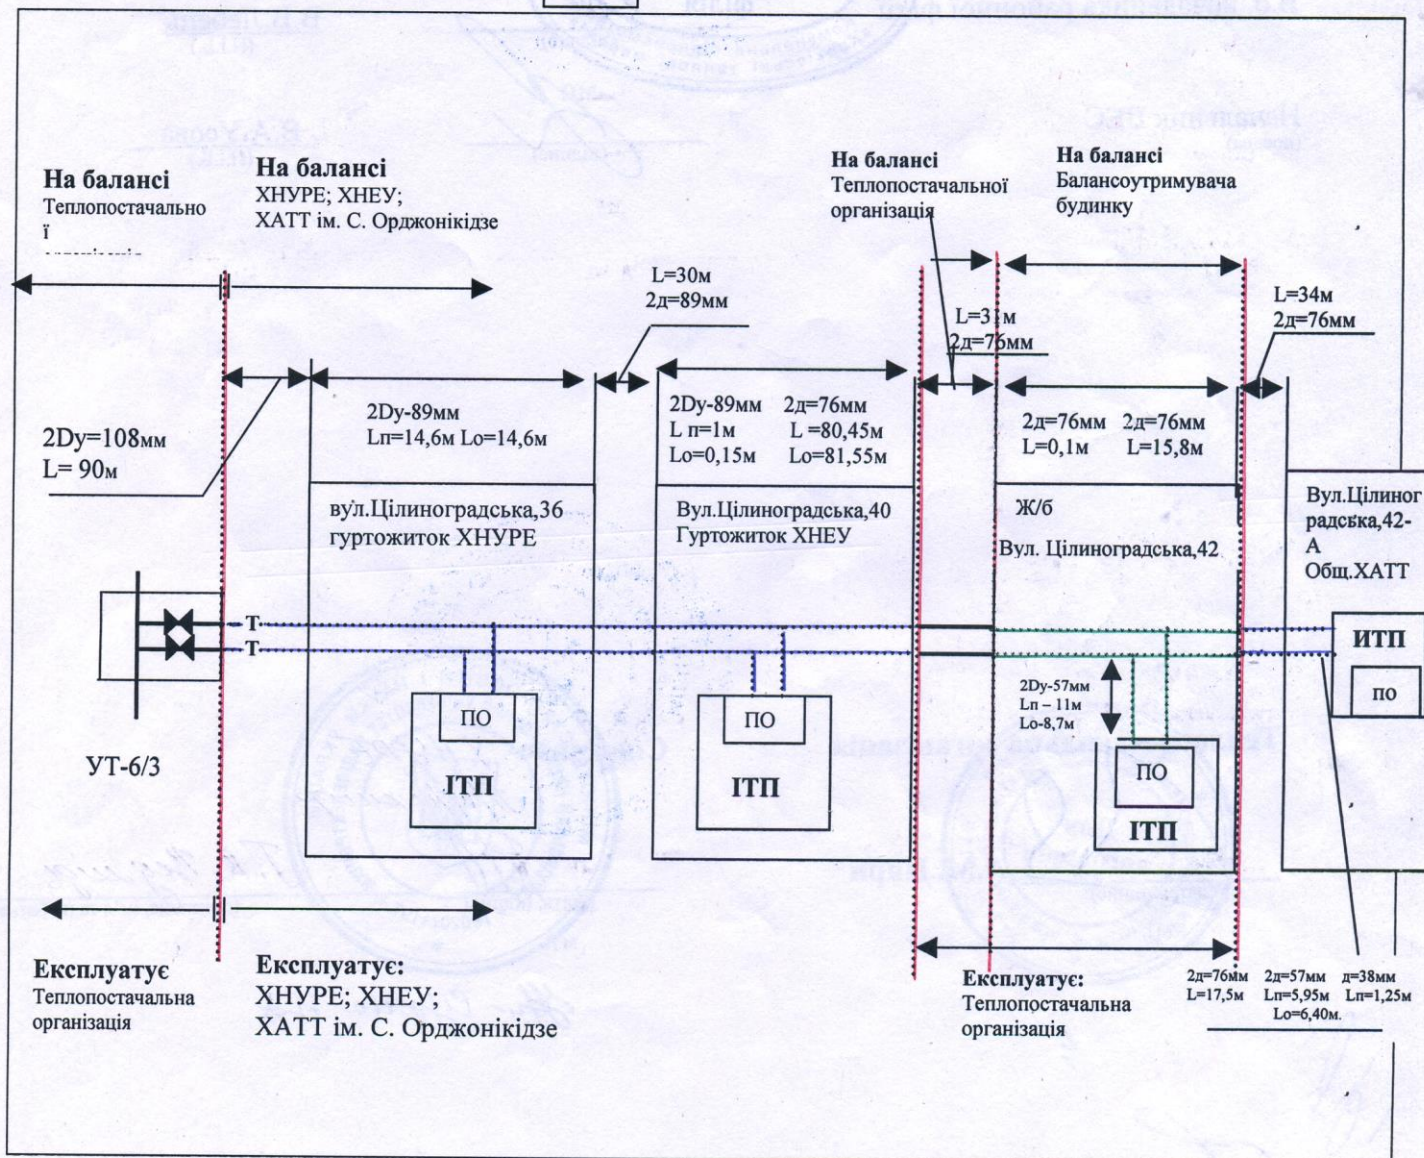 На балансі
Теплопостачально
ї
На балансі
ХНУРЕ; ХНЕУ;
ХАТТ ім. С. Орджонікідзе
На балансі
Теплопостачальної
організація
На балансі
Балансоутримувача
будинку
L=30м
2д=89мм
L=31м
2д=76мм
L=34м
2д=76мм
2Dу=108мм
L= 90м
2Dу-89мм
Lп=14,6м Lо=14,6м
2Dу-89мм 2д=76мм
L п=1м L =80,45м
Lо=0,15м Lо=81,55м
2д=76мм 2д=76мм
L=0,1м L=15,8м
вул.Цілиноградська,36
гуртожиток ХНУРЕ
Вул.Цілиноградська,40
Гуртожиток ХНЕУ
Ж/б
Вул. Цілиноградська,42
Вул.Циліног
радська,42-
А
Общ.ХАТТ
Т
Т
УТ-6/3
ПО
ІТП
ПО
ІТП
2Dу-57мм
Lп – 11м
Lо-8,7м
ПО
ІТП
ИТП
ПО
Експлуатує
Теплопостачальна
організація
Експлуатує:
ХНУРЕ; ХНЕУ;
ХАТТ ім. С. Орджонікідзе
Експлуатує:
Теплопостачальна
організація
2д=76мм 2д=57мм д=38мм
L=17,5м Lп=5,95м Lп=1,25м
Lо=6,40м.